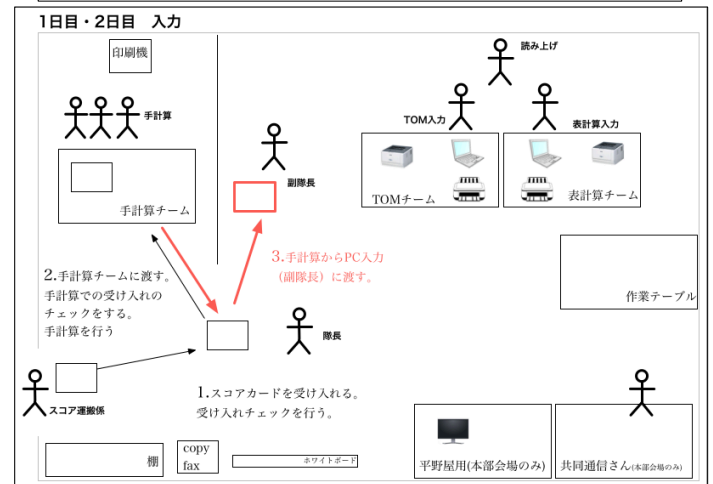 1日目・2日目　入力
印刷機
読み上げ
手計算
TOM入力
表計算入力
副隊長
手計算チーム
TOMチーム
表計算チーム
3.手計算からPC入力
（副隊長）に渡す。
2.手計算チームに渡す。
手計算での受け入れの
チェックをする。
手計算を行う
作業テーブル
隊長
スコア運搬係
1.スコアカードを受け入れる。
受け入れチェックを行う。
棚
copy
fax
ホワイトボード
平野屋用(本部会場のみ)
共同通信さん(本部会場のみ)